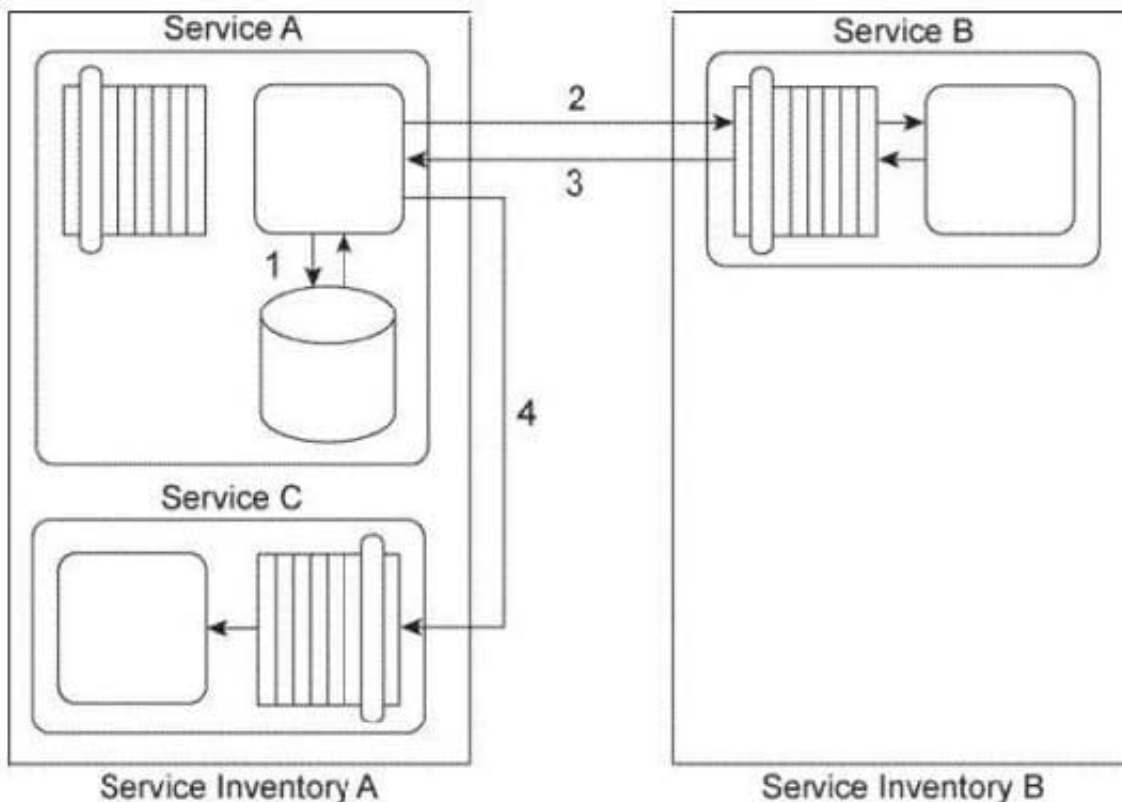 Service A
Service B
2
3
1
4
Service C
Service Inventory A
Service Inventory B